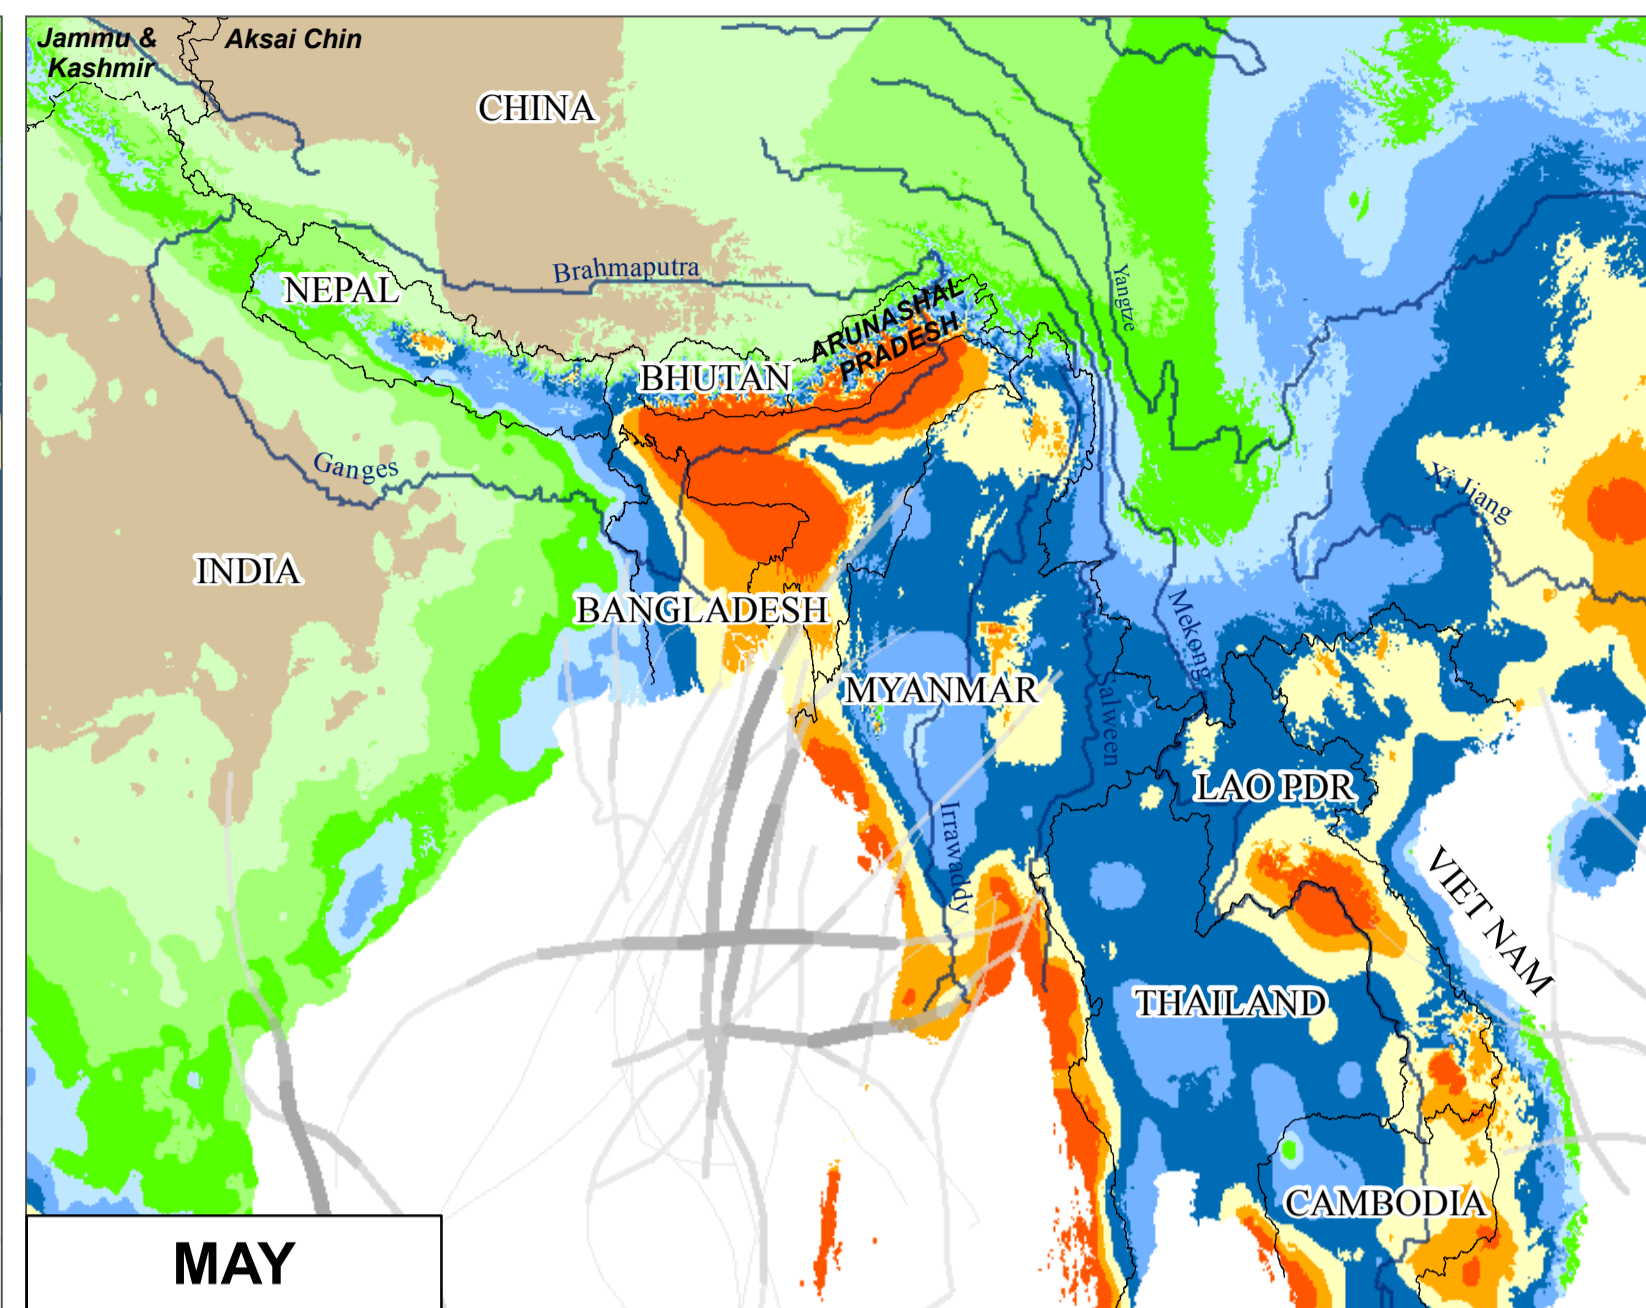 Jammu &
Kashmir
Aksai Chin
CHINA
NEPAL
Brahmaputra
ARUNASHAL
PRADESH
BHUTAN
Yangtze
Ganges
Xi Jiang
INDIA
BANGLADESH
Mekong
MYANMAR
Salween
LAO PDR
Irrawaddy
VIET NAM
THAILAND
CAMBODIA
MAY